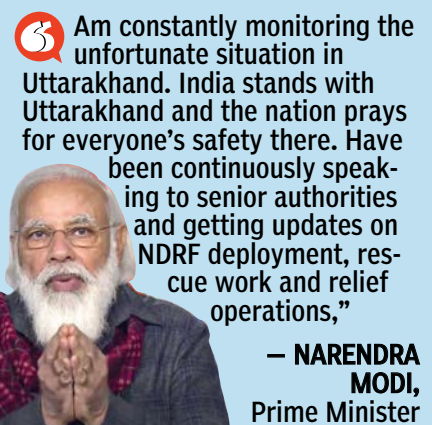 Am constantly monitoring the
unfortunate situation in
Uttarakhand. India stands with
Uttarakhand and the nation prays
for everyone’s safety there. Have
been continuously speak-
ing to senior authorities
and getting updates on
NDRF deployment, res-
cue work and relief
operations,”
— NARENDRA
MODI,
Prime Minister